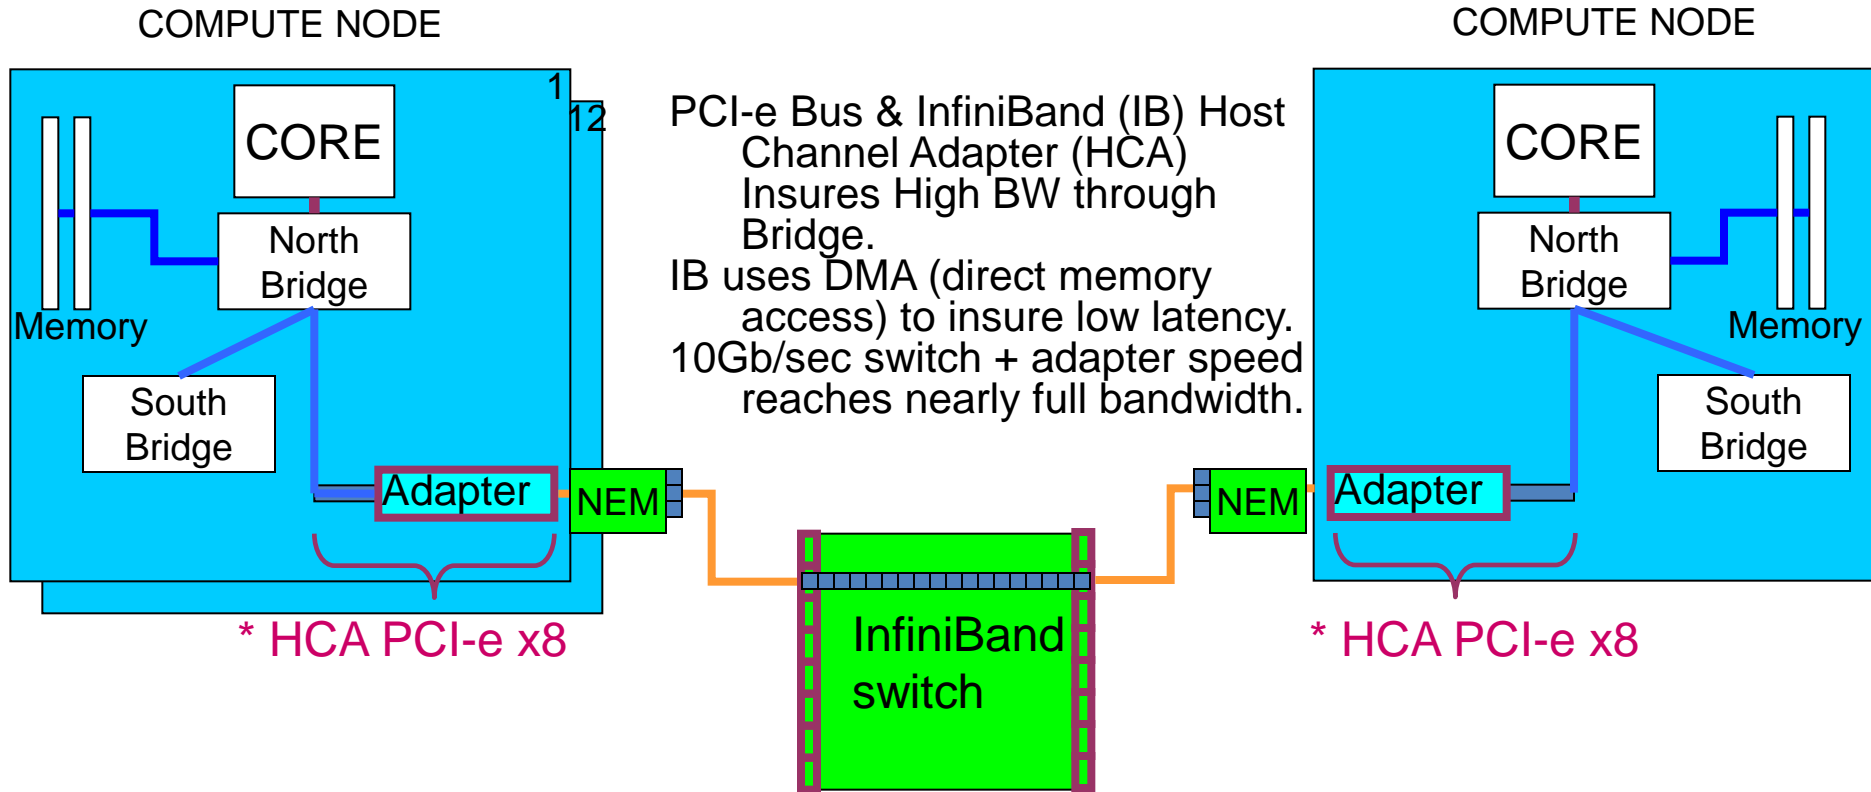 COMPUTE NODE
COMPUTE NODE
1
12
CORE
North
Bridge
Memory
South
Bridge
Adapter
NEM
* HCA PCI-e x8
PCI-e Bus & InfiniBand (IB) Host
Channel Adapter (HCA)
Insures High BW through
Bridge.
IB uses DMA (direct memory
access) to insure low latency.
10Gb/sec switch + adapter speed
reaches nearly full bandwidth.
InfiniBand
switch
CORE
North
Bridge
Memory
South
Bridge
NEM
Adapter
* HCA PCI-e x8